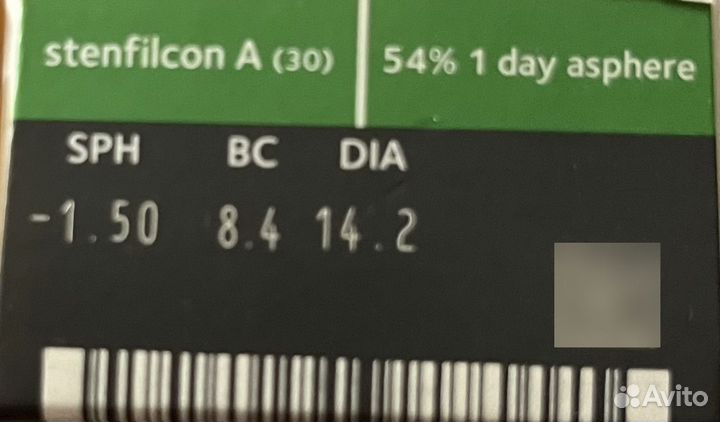 stenfilcon A (30) 54% 1 day asphere
SPH BC DIA
-1.50 8.4 14.2
Avito